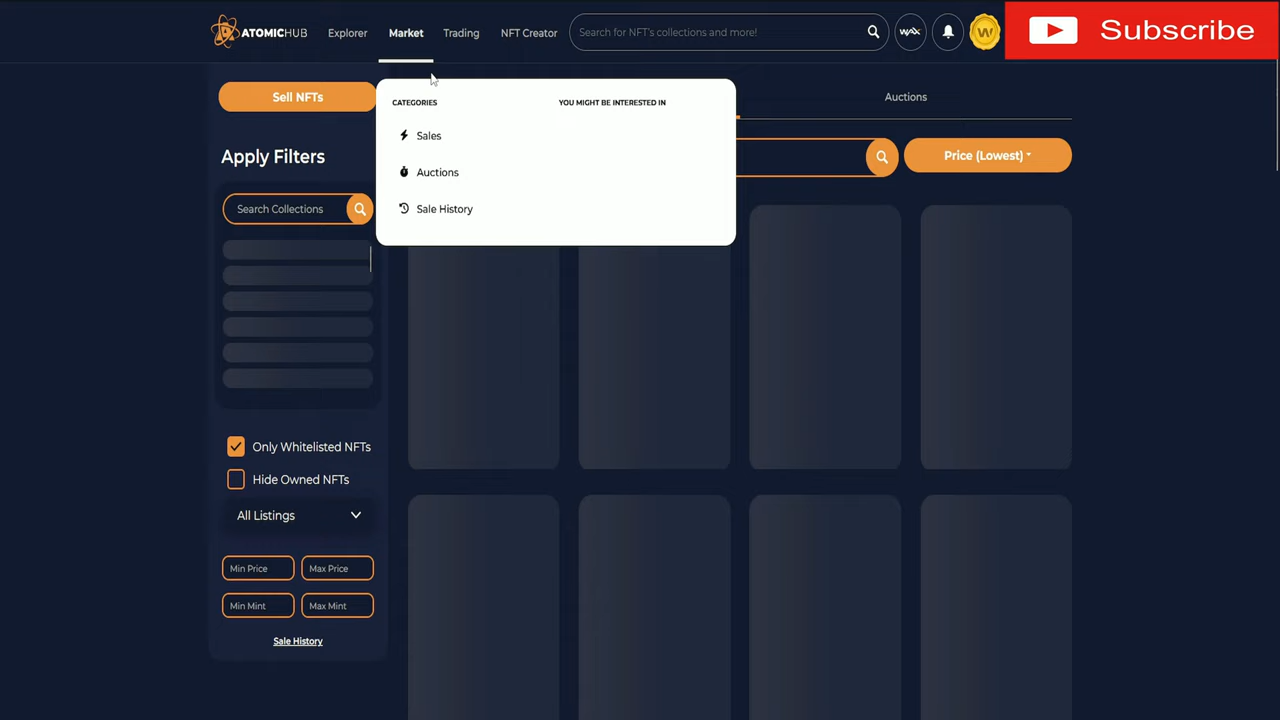 ATOMICHUB
Explorer
Market
Trading
NFT Creator
Search for NFT's collections and more!
WAX
W
Subscribe
Sell NFTs
CATEGORIES
YOU MIGHT BE INTERESTED IN
Auctions
Sales
Apply Filters
Price (Lowest)
Auctions
Search Collections
Sale History
Only Whitelisted NFTs
Hide Owned NFTs
All Listings
Min Price
Max Price
Min Mint
Max Mint
Sale History